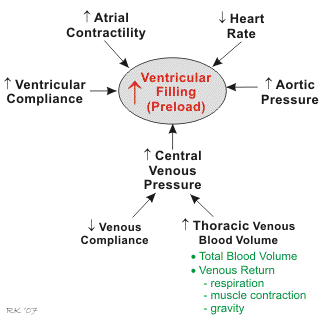 ↑ Atrial
Contractility
↓ Heart
Rate
↑ Ventricular
Compliance
↑ Ventricular
Filling
(Preload)
↑ Aortic
Pressure
↑ Central
Venous
Pressure
↓ Venous
Compliance
↑ Thoracic Venous
Blood Volume
• Total Blood Volume
• Venous Return
- respiration
- muscle contraction
- gravity
RK '07